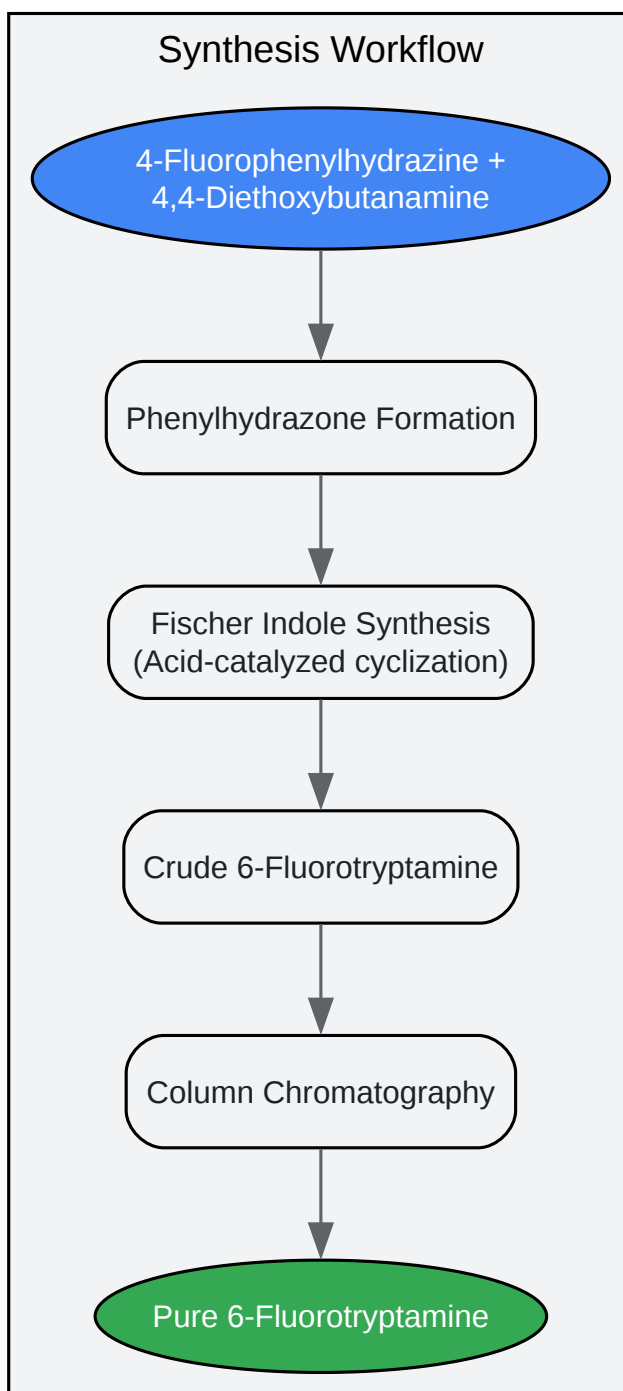 Synthesis Workflow
4-Fluorophenylhydrazine +
4,4-Diethoxybutanamine
Phenylhydrazone Formation
Fischer Indole Synthesis
(Acid-catalyzed cyclization)
Crude 6-Fluorotryptamine
Column Chromatography
Pure 6-Fluorotryptamine